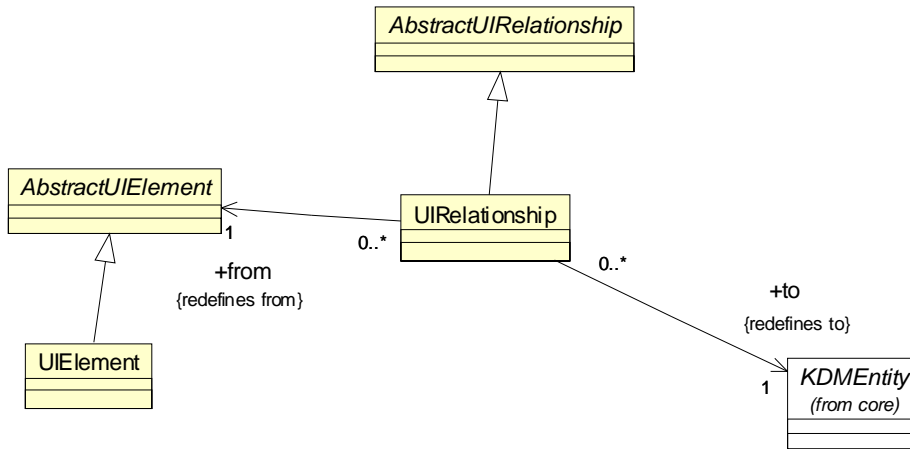 AbstractUIRelationship
AbstractUIElement
UIRelationship
1
0..*
0..*
+from
{redefines from}
+to
{redefines to}
UIElement
1
KDMEntity
(from core)